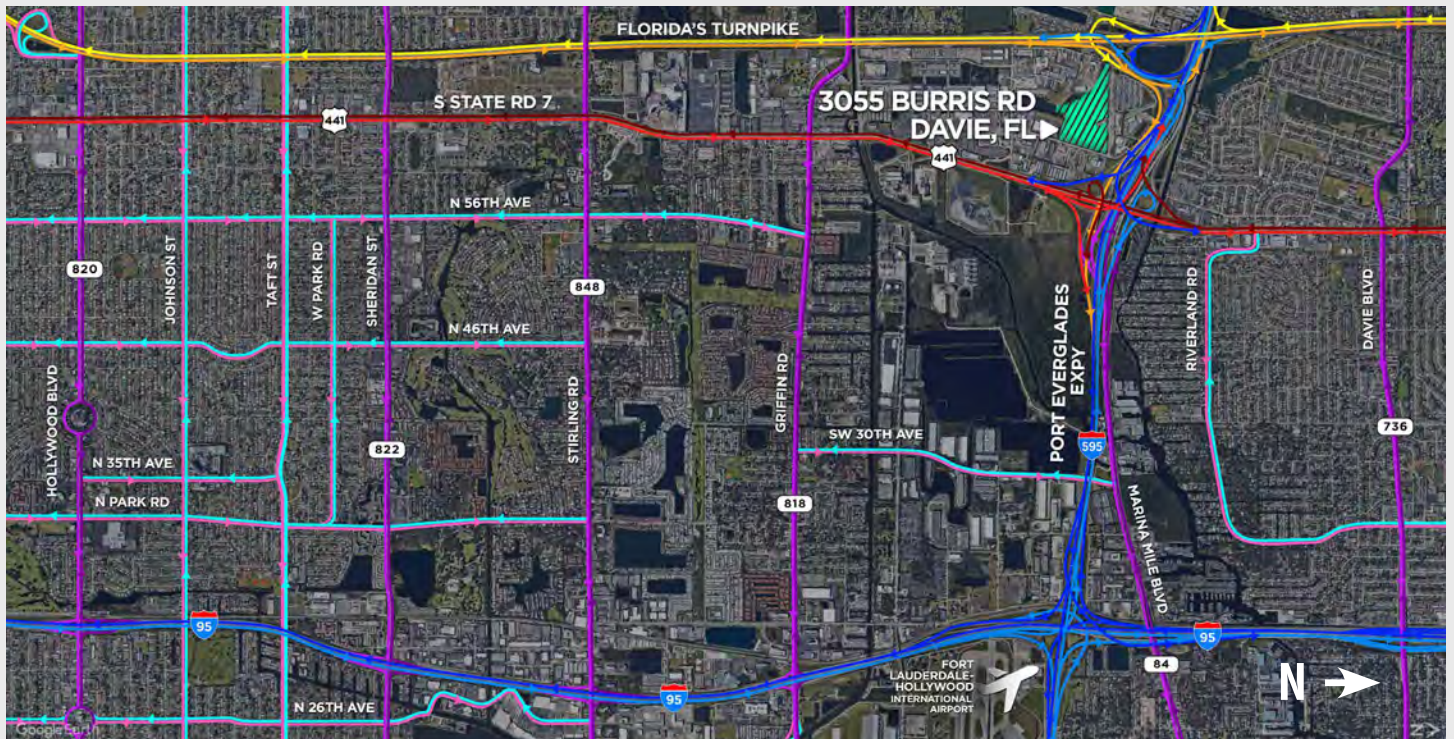 FLORIDA'S TURNPIKE
S STATE RD 7
441
3055 BURRIS RD
DAVIE, FL
441
N 56TH AVE
820
JOHNSON ST
TAFT ST
W PARK RD
SHERIDAN ST
848
N 46TH AVE
HOLLYWOOD BLVD
STIRLING RD
GRIFFIN RD
PORT EVERGLADES
EXPY
RIVERLAND RD
DAVIE BLVD
736
SW 30TH AVE
595
822
N 35TH AVE
N PARK RD
818
MARINA MILE BLVD
95
95
84
95
FORT
LAUDERDALE-
HOLLYWOOD
INTERNATIONAL
AIRPORT
N
N 26TH AVE
Google Earth
N